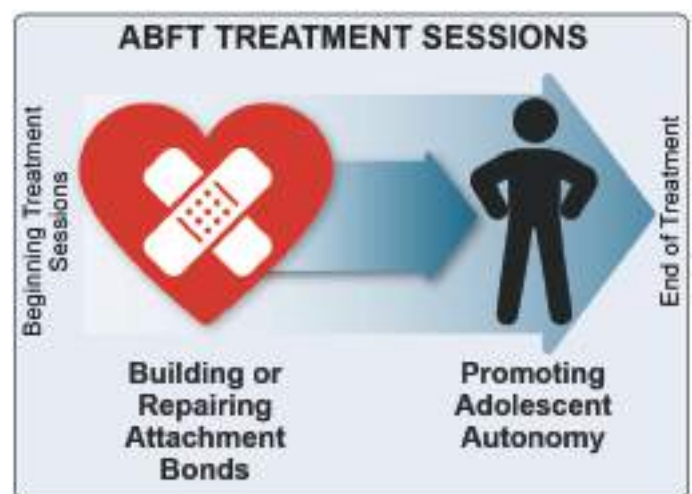 ABFT TREATMENT SESSIONS
Beginning Treatment
Sessions
End of Treatment
Building or
Repairing
Attachment
Bonds
Promoting
Adolescent
Autonomy